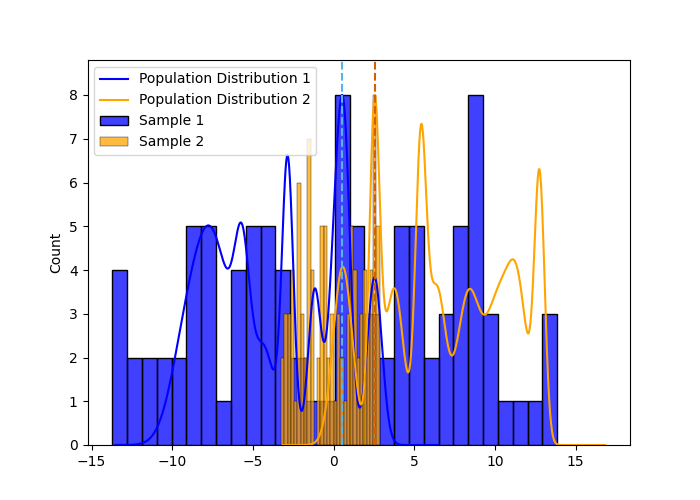 Population Distribution 1
Population Distribution 2
Sample 1
Sample 2
Count
8
7
6
5
4
3
2
1
0
−15 −10 −5 0 5 10 15